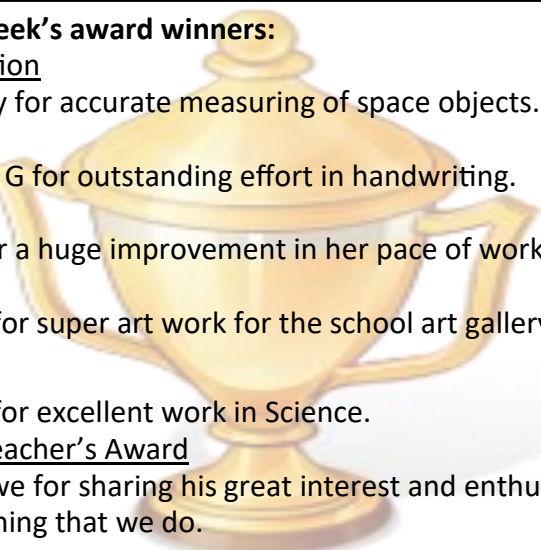 eek's award winners:
ion
y for accurate measuring of space objects.
G for outstanding effort in handwriting.
r a huge improvement in her pace of work
for super art work for the school art gallery
for excellent work in Science.
eacher's Award
we for sharing his great interest and enthu
ning that we do.